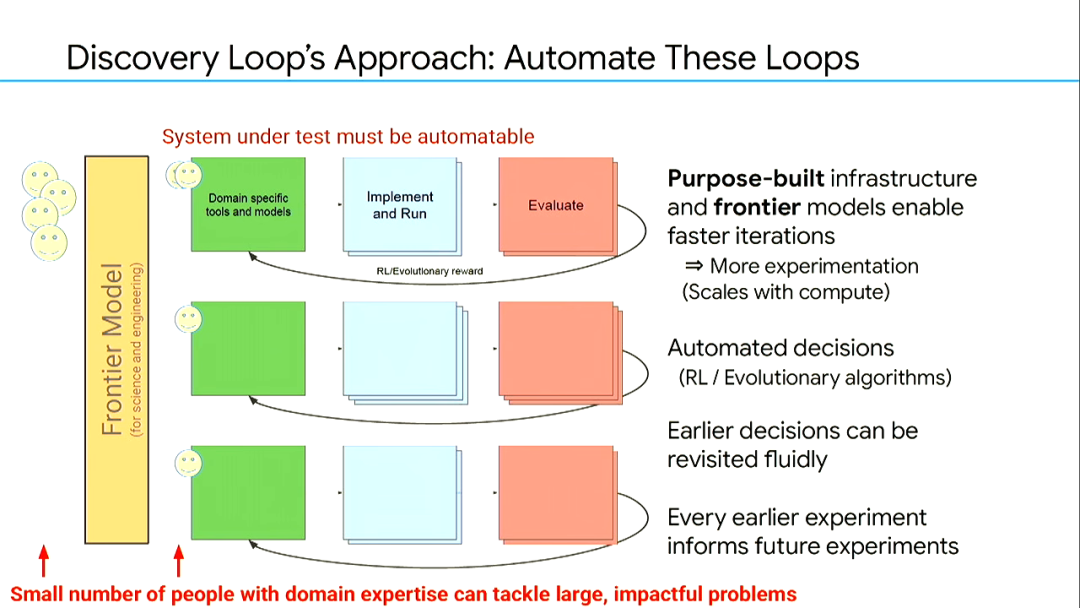 Discovery Loop's Approach: Automate These Loops
System under test must be automatable
Frontier Model
(for science and engineering)
Domain specific
tools and models
Implement
and Run
Evaluate
RL/Evolutionary reward
Purpose-built infrastructure
and frontier models enable
faster iterations
⇒ More experimentation
(Scales with compute)
Automated decisions
(RL / Evolutionary algorithms)
Earlier decisions can be
revisited fluidly
Every earlier experiment
informs future experiments
Small number of people with domain expertise can tackle large, impactful problems